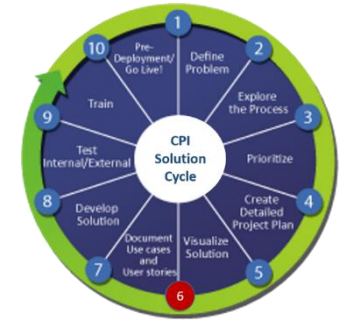 1
Define
Problem
2
Explore
the Process
3
Prioritize
4
Create
Detailed
Project Plan
5
Visualize
Solution
6
Document
Use cases
and
User stories
7
Develop
Solution
8
Test
Internal/External
9
Train
10
Pre-
Deployment/
Go Live!
CPI
Solution
Cycle